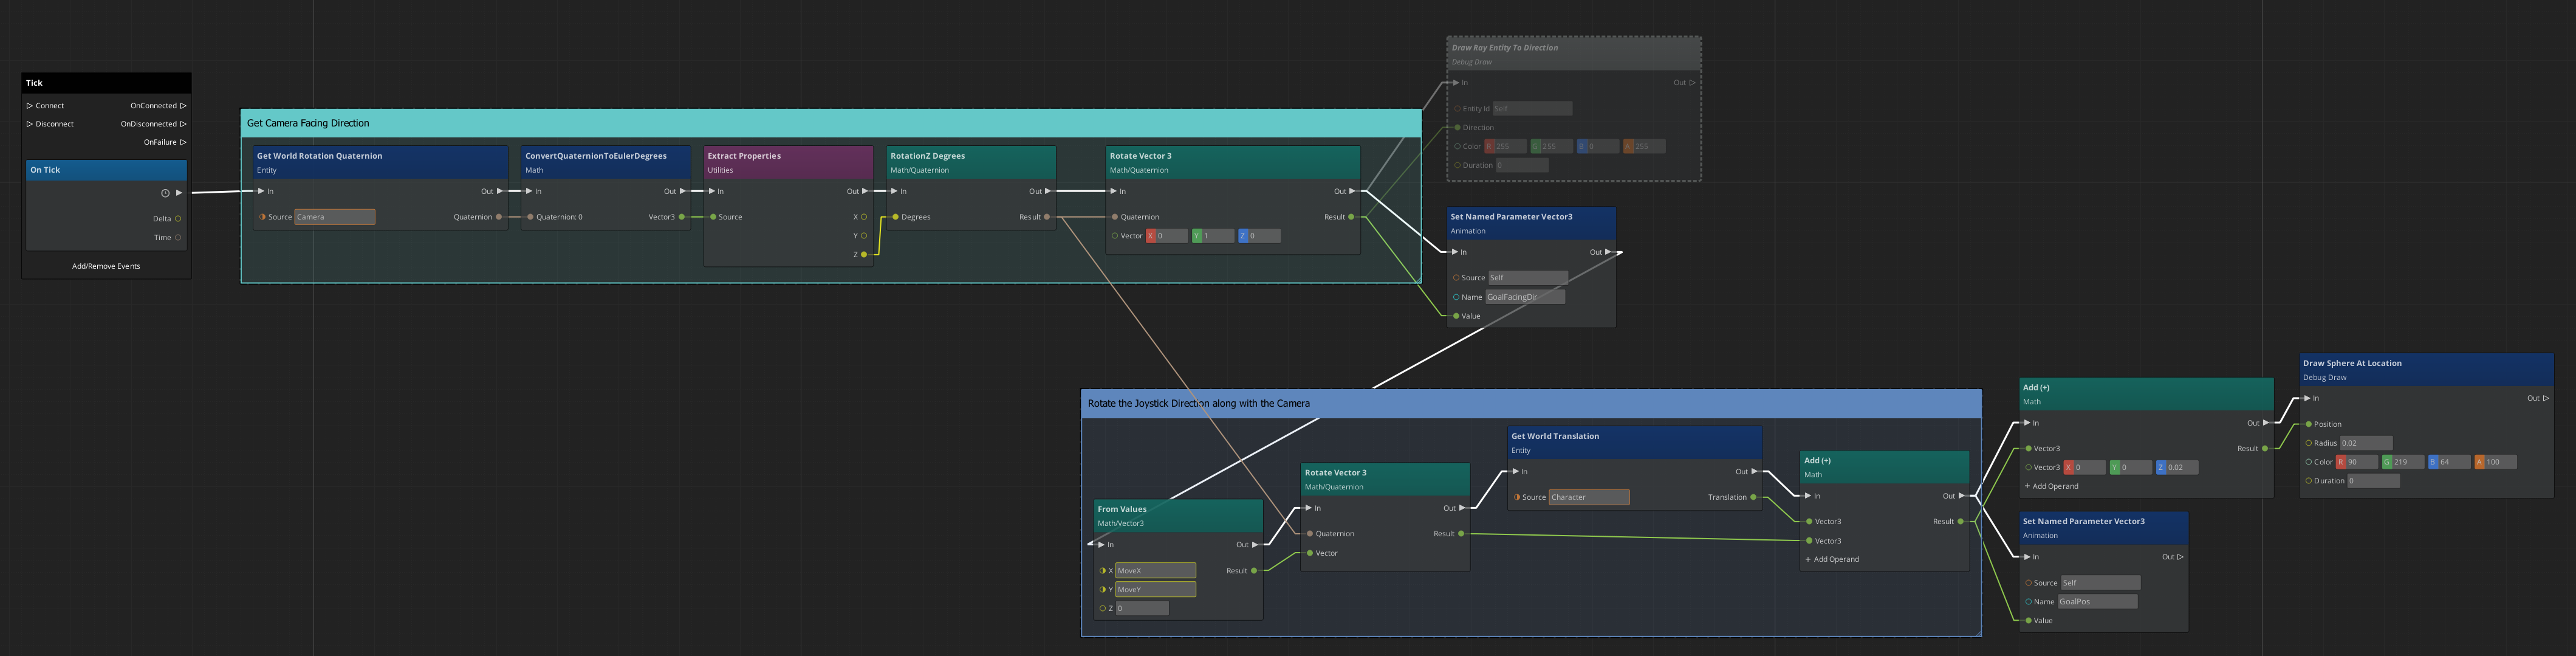 Tick
Connect OnConnected
Disconnect OnDisconnected
OnFailure
On Tick
Delta
Time
Add/Remove Events
Get Camera Facing Direction
Get World Rotation Quaternion
Entity
In Out
Source Camera Quaternion
ConvertQuaternionToEulerDegrees
Math
In Out
Quaternion: 0 Vector3
Extract Properties
Utilities
In Out
Source X
Y
Z
RotationZ Degrees
Math/Quaternion
In Out
Degrees Result
Rotate Vector 3
Math/Quaternion
In Out
Quaternion Result
Vector X 0 Y 1 Z 0
Draw Ray Entity To Direction
Debug Draw
In Out
Entity Id Self
Direction
Color R 255 G 255 B 0 A 255
Duration 0
Set Named Parameter Vector3
Animation
In Out
Source Self
Name GoalFacingDir
Value
Rotate the Joystick Direction along with the Camera
From Values
Math/Vector3
In Out
X MoveX Result
Y MoveY
Z 0
Rotate Vector 3
Math/Quaternion
In Out
Quaternion Result
Vector
Get World Translation
Entity
In Out
Source Character Translation
Add (+)
Math
In Out
Vector3 Result
Vector3
+ Add Operand
Add (+)
Math
In Out
Vector3 Result
Vector3 X 0 Y 0 Z 0.02
+ Add Operand
Draw Sphere At Location
Debug Draw
In Out
Position
Radius 0.02
Color R 90 G 219 B 64 A 100
Duration 0
Set Named Parameter Vector3
Animation
In Out
Source Self
Name GoalPos
Value